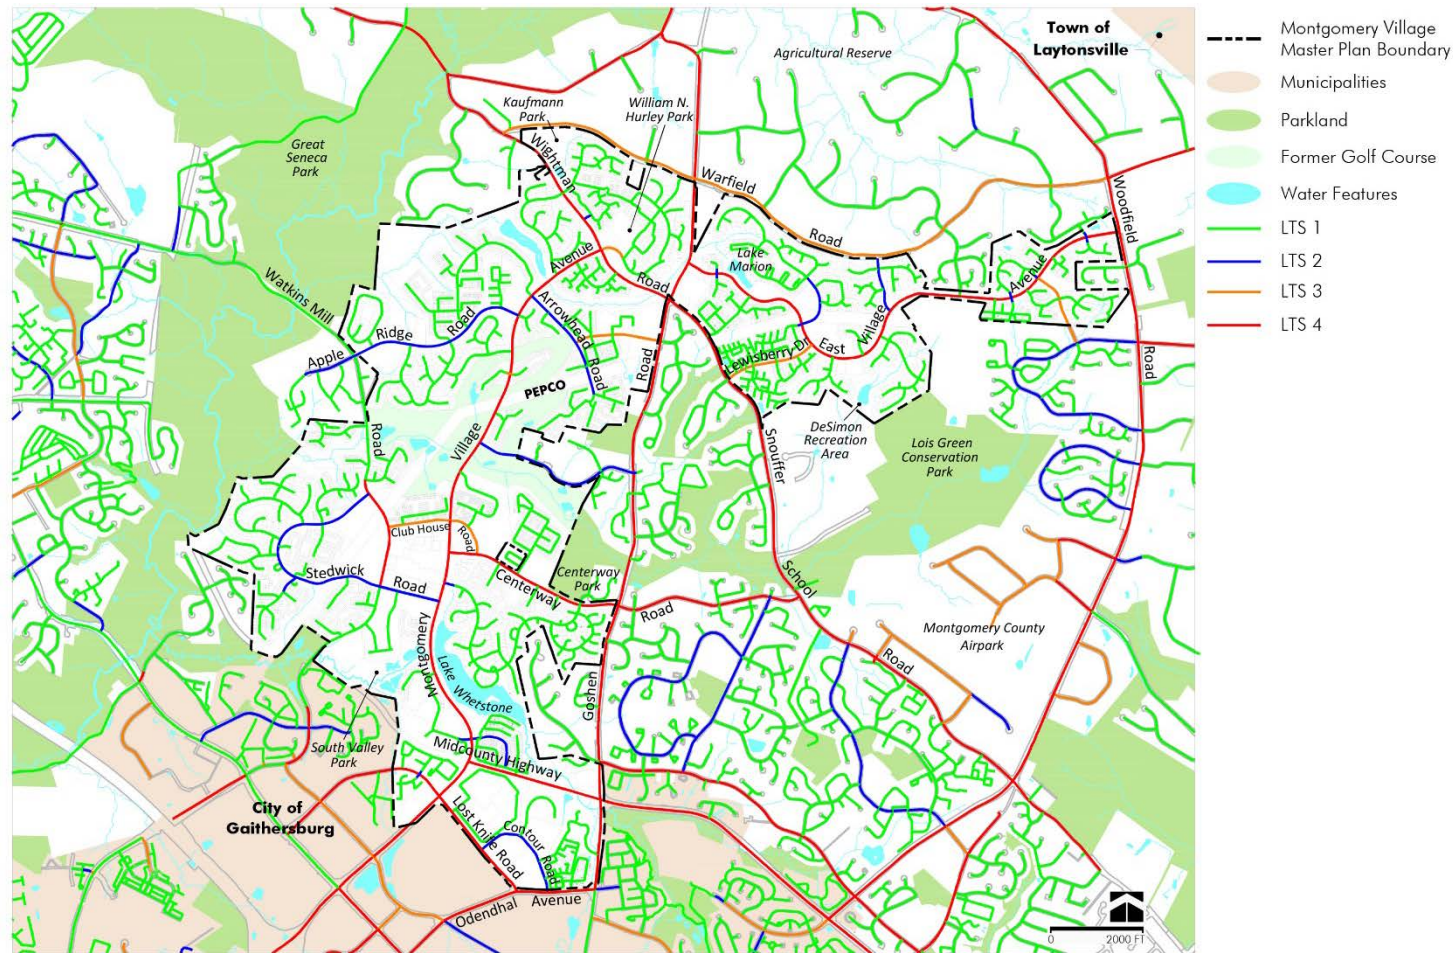 Town of
Laytonsville
Agricultural Reserve
Kaufmann
Park
William N.
Hurley Park
Great
Seneca
Park
Wightman
Warfield
Woodfield
Road
Lake
Marion
Avenue
Avenue
Road
Watkins Mill
Arrowhead
Road
Village
Road
Ridge
Apple
East
Lewisberry Dr
Road
Road
PEPCO
Road
Village
Snouffer
DeSimon
Recreation
Area
Lois Green
Conservation
Park
Club House
Road
Stedwick
Road
Centerway
Centerway
Park
School
Road
Montgomery County
Airpark
Montgomery
Lake Whetstone
Goshen
Road
South Valley
Park
Midcounty Highway
City of
Gaithersburg
Lost Knife Road
Contour
Road
Odendhal
Avenue
0
2000 FT
Montgomery Village
Master Plan Boundary
Municipalities
Parkland
Former Golf Course
Water Features
LTS 1
LTS 2
LTS 3
LTS 4